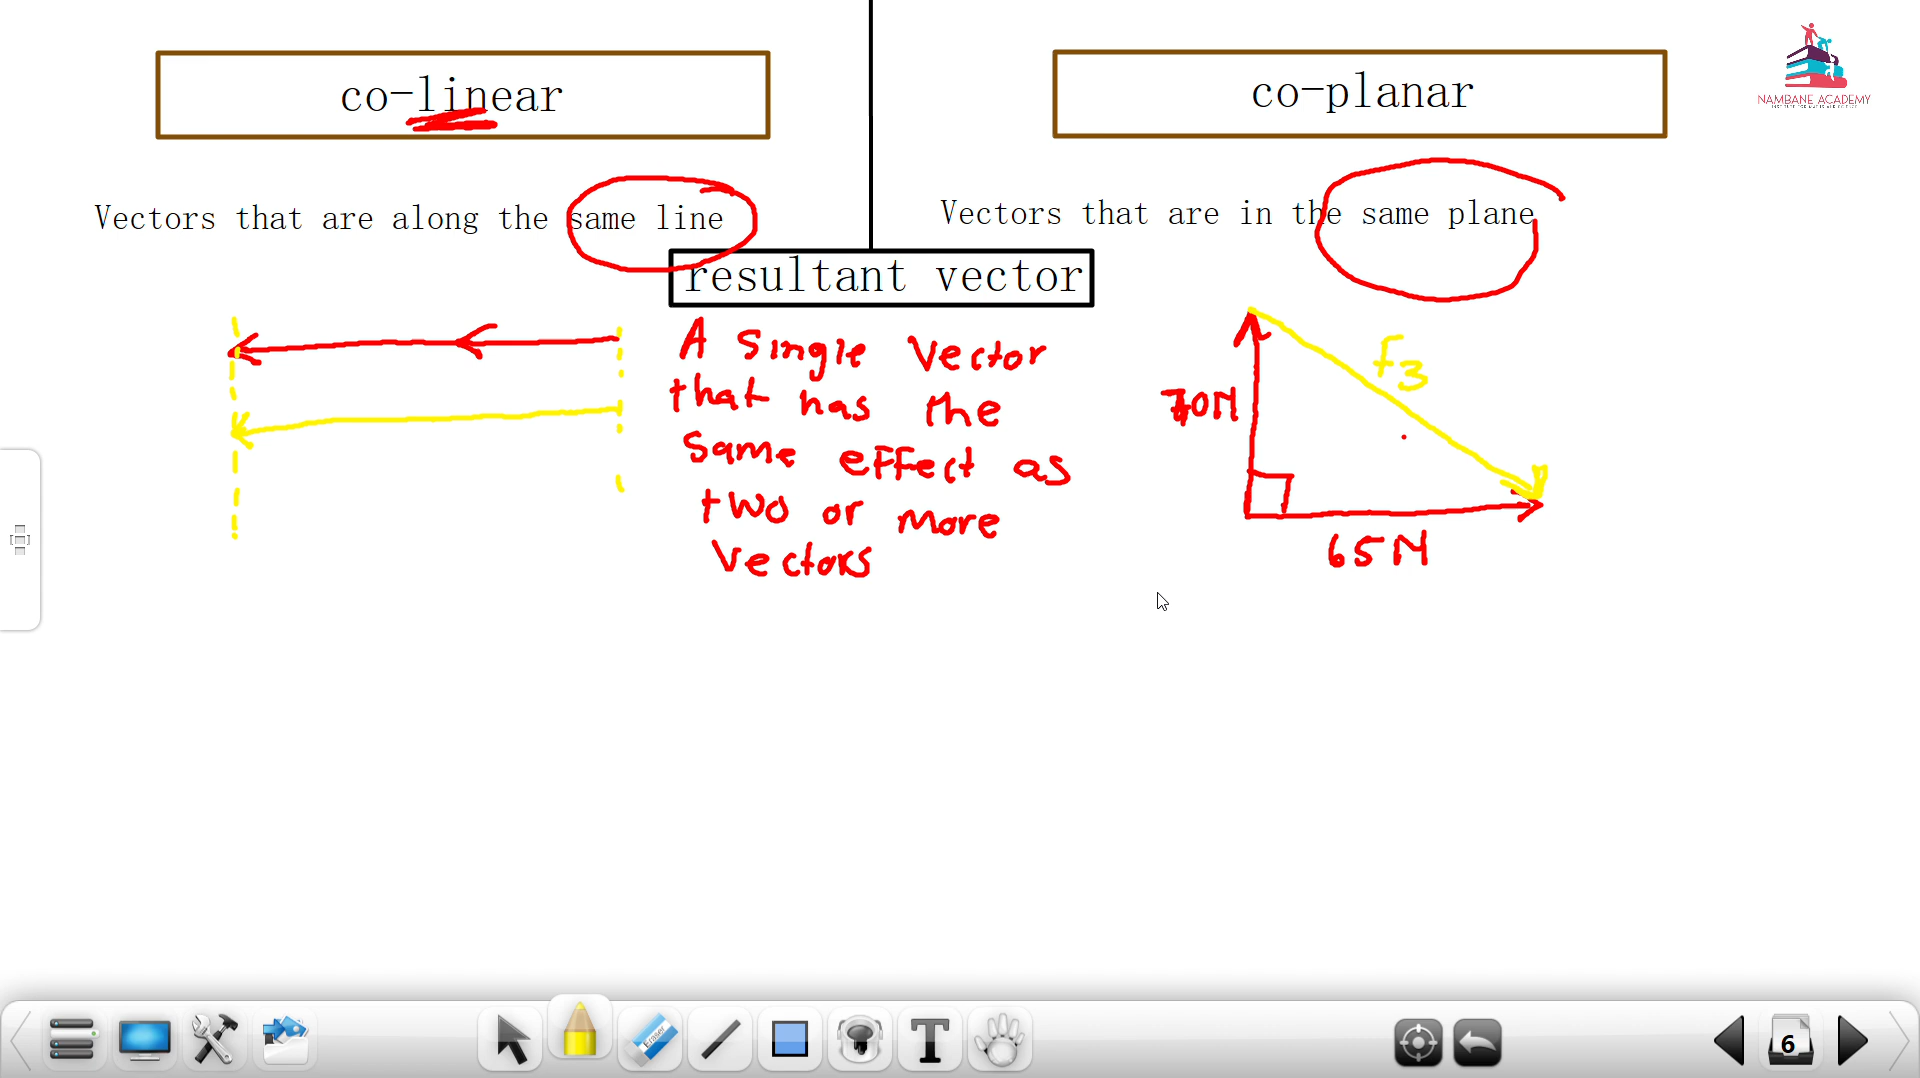 co-linear
co-planar
NAMBANE ACADEMY
Vectors that are along the same line
Vectors that are in the same plane
resultant vector
A single vector
that has the
same effect as
two or more
vectors
70N
F3
65N
Eraser
T
6